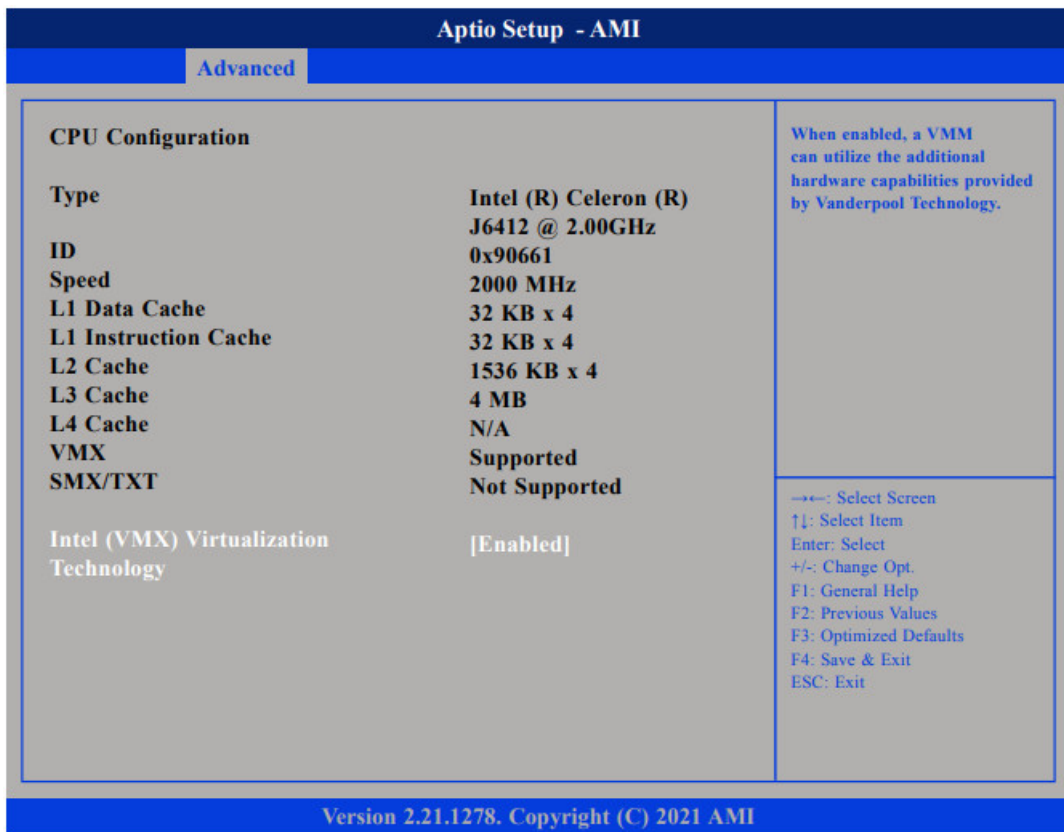 Aptio Setup - AMI
Advanced
CPU Configuration
Type Intel (R) Celeron (R)
J6412 @ 2.00GHz
ID 0x90661
Speed 2000 MHz
L1 Data Cache 32 KB x 4
L1 Instruction Cache 32 KB x 4
L2 Cache 1536 KB x 4
L3 Cache 4 MB
L4 Cache N/A
VMX Supported
SMX/TXT Not Supported
Intel (VMX) Virtualization [Enabled]
Technology
When enabled, a VMM
can utilize the additional
hardware capabilities provided
by Vanderpool Technology.
→←: Select Screen
↑↓: Select Item
Enter: Select
+/-: Change Opt.
F1: General Help
F2: Previous Values
F3: Optimized Defaults
F4: Save & Exit
ESC: Exit
Version 2.21.1278. Copyright (C) 2021 AMI